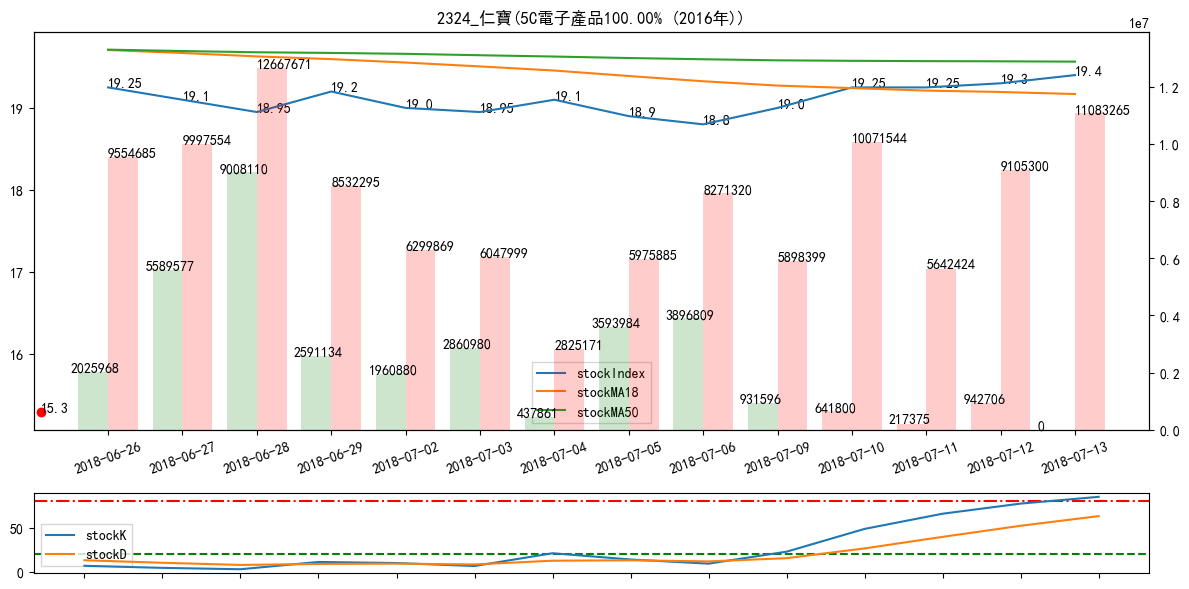 2324_仁寶(5C電子產品100.00% (2016年))
1e7
19.25 19.1 18.95 19.2 19.0 18.95 19.1 18.9 18.8 19.0 19.25 19.25 19.3 19.4
12667671
11083265
9554685 9997554 10071544
9008110 9105300
8532295 8271320
6299869 6047999 5975885 5898399
5589577 5642424
3593984 3896809
2591134 2860980 2825171
2025968 1960880
437861 931596 641800 217375 942706 0
15.3
19
18
17
16
1.2
1.0
0.8
0.6
0.4
0.2
0.0
stockIndex
stockMA18
stockMA50
2018-06-26 2018-06-27 2018-06-28 2018-06-29 2018-07-02 2018-07-03 2018-07-04 2018-07-05 2018-07-06 2018-07-09 2018-07-10 2018-07-11 2018-07-12 2018-07-13
50
0
stockK
stockD